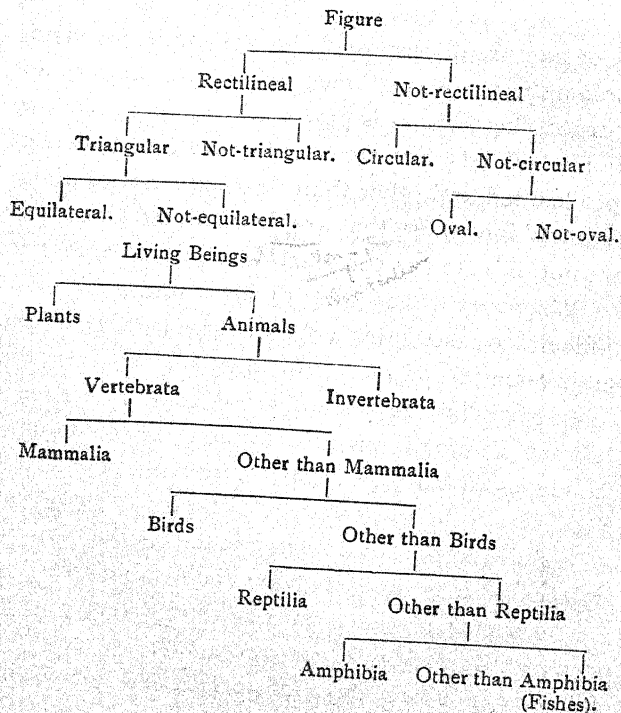 Figure
Rectilineal Not-rectilineal
Triangular Not-triangular. Circular. Not-circular
Equilateral. Not-equilateral. Oval. Not-oval.
Living Beings
Plants Animals
Vertebrata Invertebrata
Mammalia Other than Mammalia
Birds Other than Birds
Reptilia Other than Reptilia
Amphibia Other than Amphibia
(Fishes).